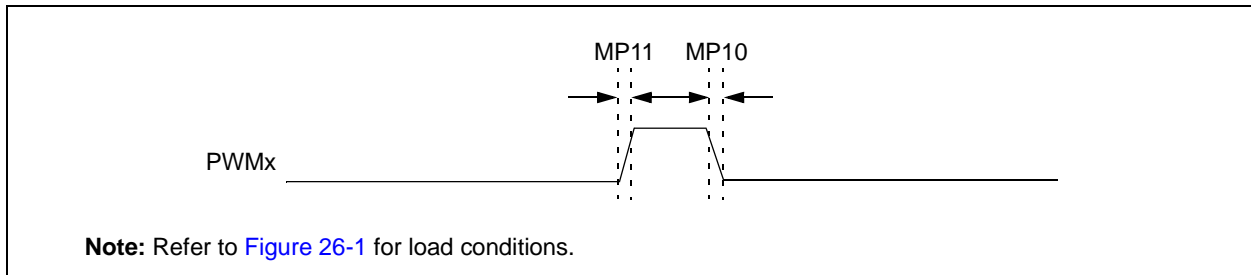 MP11 MP10
PWMx
Note: Refer to Figure 26-1 for load conditions.